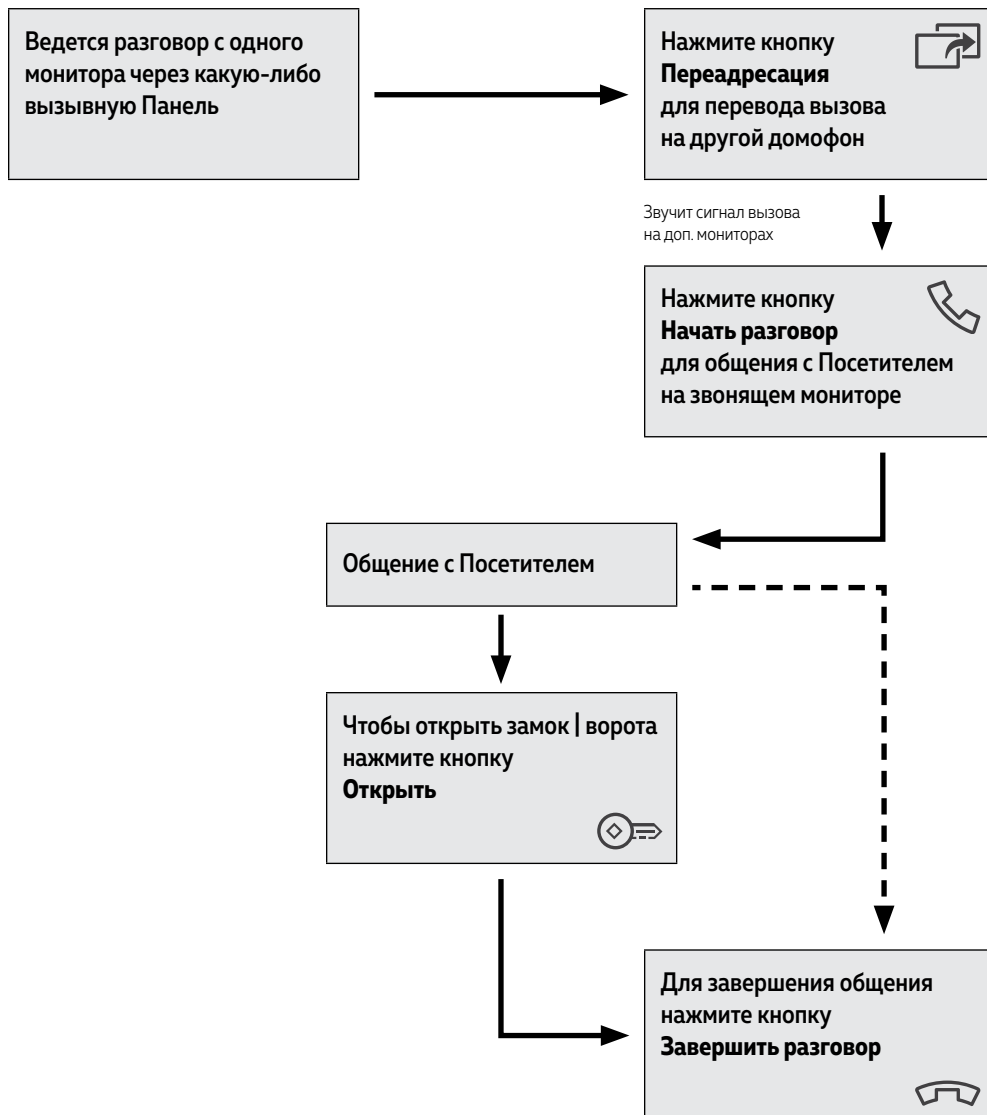 Ведется разговор с одного
монитора через какую-либо
вызывную Панель
Нажмите кнопку
Переадресация
для перевода вызова
на другой домофон
Звучит сигнал вызова
на доп. мониторах
Нажмите кнопку
Начать разговор
для общения с Посетителем
на звонящем мониторе
Общение с Посетителем
Чтобы открыть замок | ворота
нажмите кнопку
Открыть
Для завершения общения
нажмите кнопку
Завершить разговор